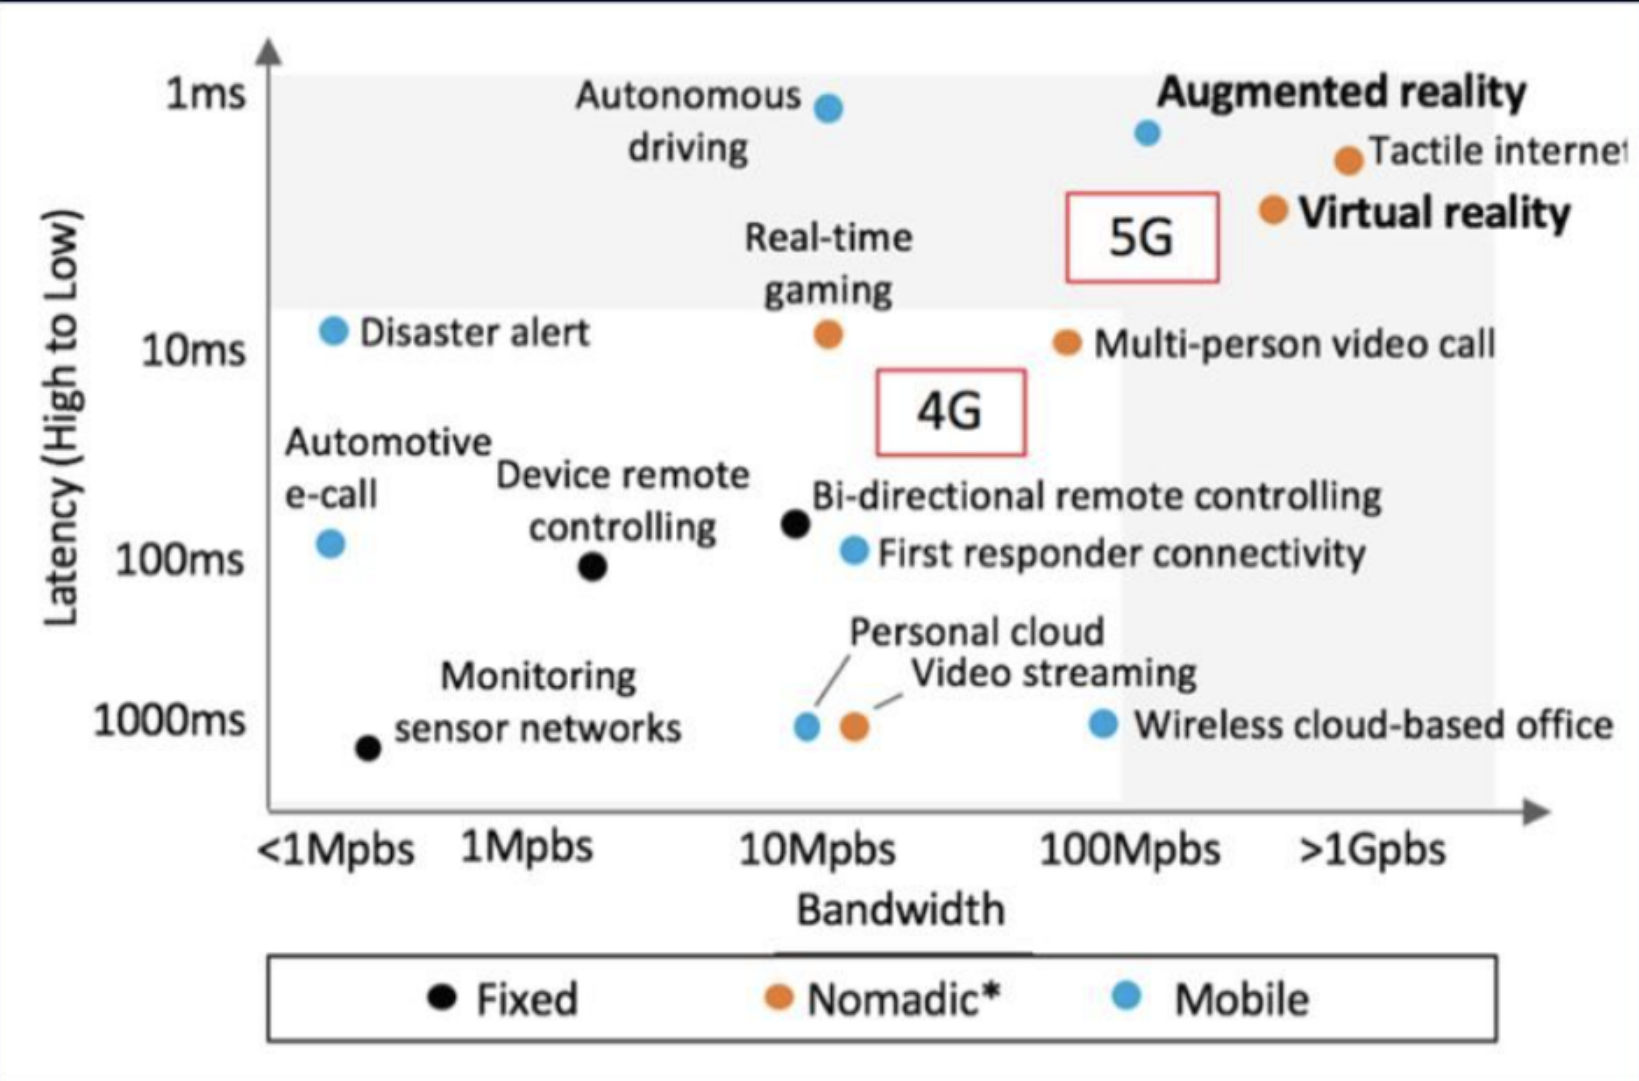 1ms
Autonomous
driving
Augmented reality
Tactile internet
Virtual reality
5G
Real-time
gaming
Latency (High to Low)
10ms
Disaster alert
Multi-person video call
4G
Automotive
e-call
Device remote
controlling
Bi-directional remote controlling
100ms
First responder connectivity
Personal cloud
Video streaming
Monitoring
sensor networks
1000ms
Wireless cloud-based office
<1Mpbs
1Mpbs
10Mpbs
100Mpbs
>1Gpbs
Bandwidth
Fixed
Nomadic*
Mobile